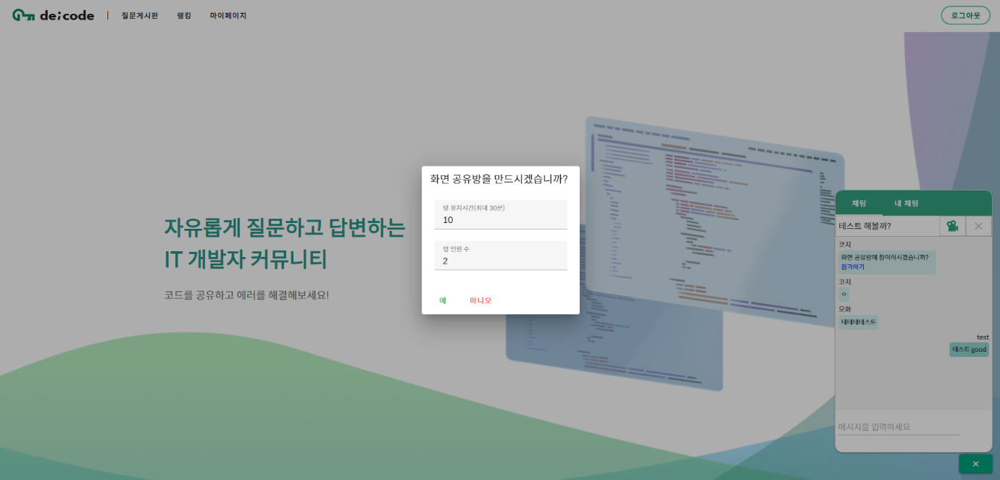 de;code
질문게시판
랭킹
마이페이지
로그아웃
자유롭게 질문하고 답변하는
IT 개발자 커뮤니티
코드를 공유하고 에러를 해결해보세요!
화면 공유방을 만드시겠습니까?
방 유지시간(최대 30분)
10
방 인원 수
2
예
아니오
채팅
내 채팅
테스트 해볼까?
코치
화면 공유방에 참여하시겠습니까?
참가하기
코치
ㅇ
모화
테테테테스트
test
테스트 good
메시지를 입력하세요